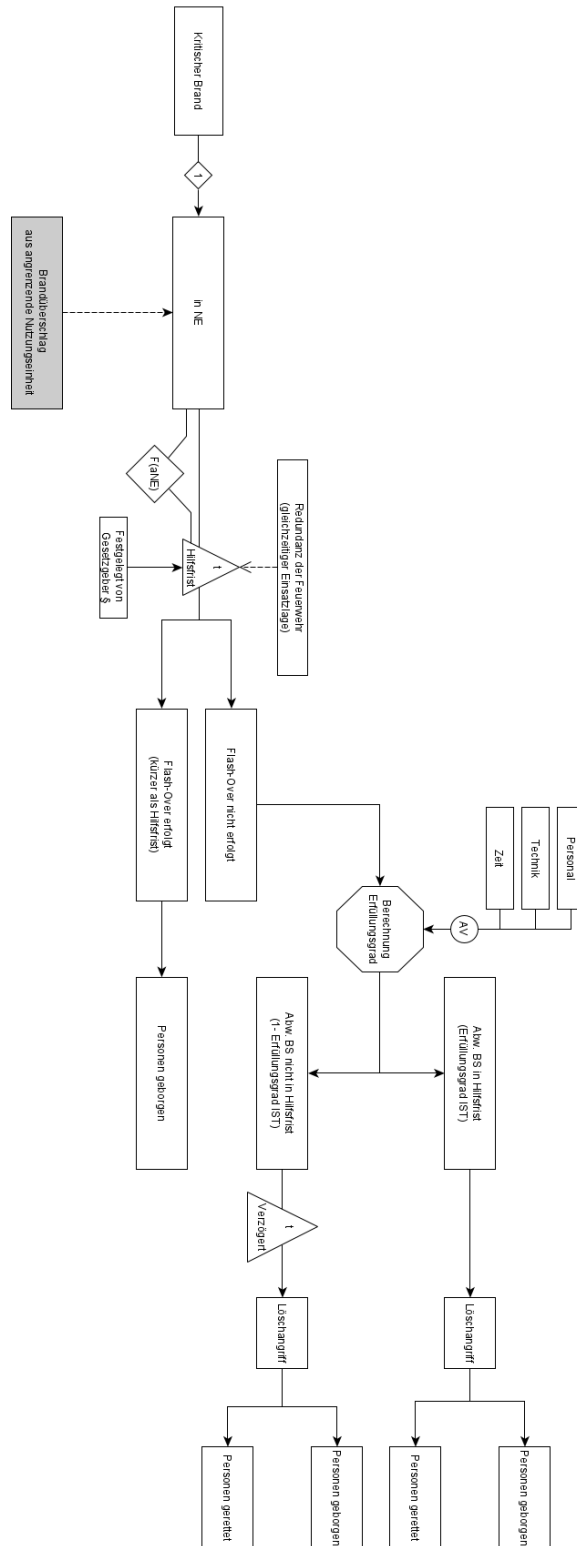 Kritischer Brand
1
in NE
Brandüberschlag
aus angrenzende Nutzungseinheit
F(aNE)
t
Hilfsfrist
Festgelegt von
Gesetzgeber §
Redundanz der Feuerwehr
(gleichzeitiger Einsatzlage)
Flash-Over nicht erfolgt
Flash-Over erfolgt
(kürzer als Hilfsfrist)
Personen geborgen
Personal
Technik
Zeit
AV
Berechnung
Erfüllungsgrad
Abw. BS in Hilfsfrist
(Erfüllungsgrad IST)
Abw. BS nicht in Hilfsfrist
(1- Erfüllungsgrad IST)
t
Verzögert
Löschangriff
Löschangriff
Personen geborgen
Personen gerettet
Personen geborgen
Personen gerettet